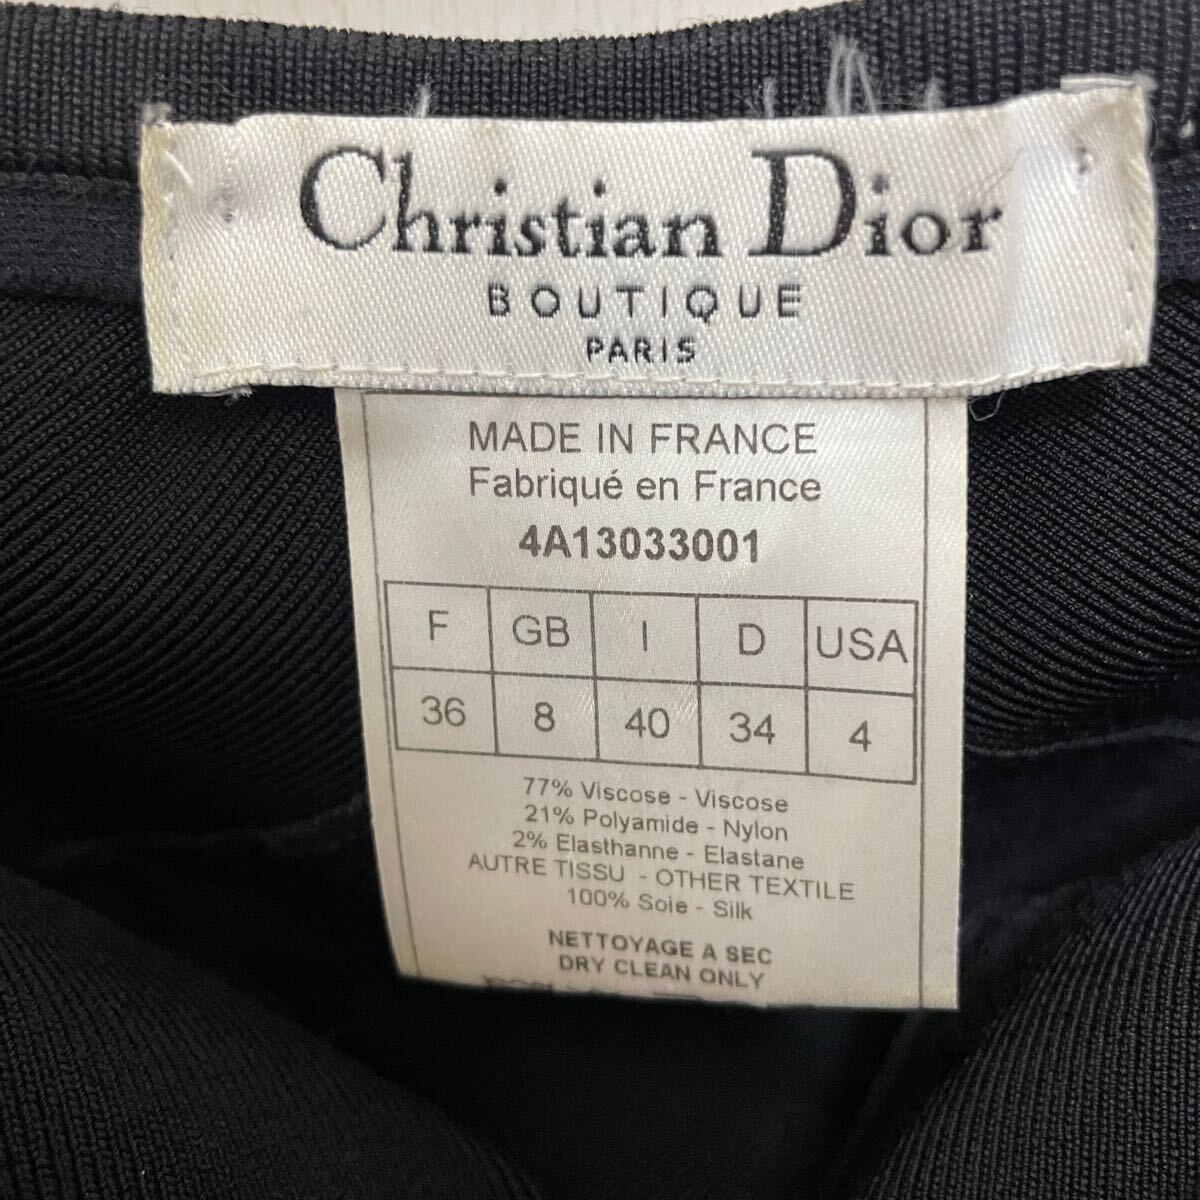 Christian Dior
BOUTIQUE
PARIS
MADE IN FRANCE
Fabriqué en France
4A13033001
F GB I D USA
36 8 40 34 4
77% Viscose - Viscose
21% Polyamide - Nylon
2% Elasthanne - Elastane
AUTRE TISSU - OTHER TEXTILE
100% Soie - Silk
NETTOYAGE A SEC
DRY CLEAN ONLY